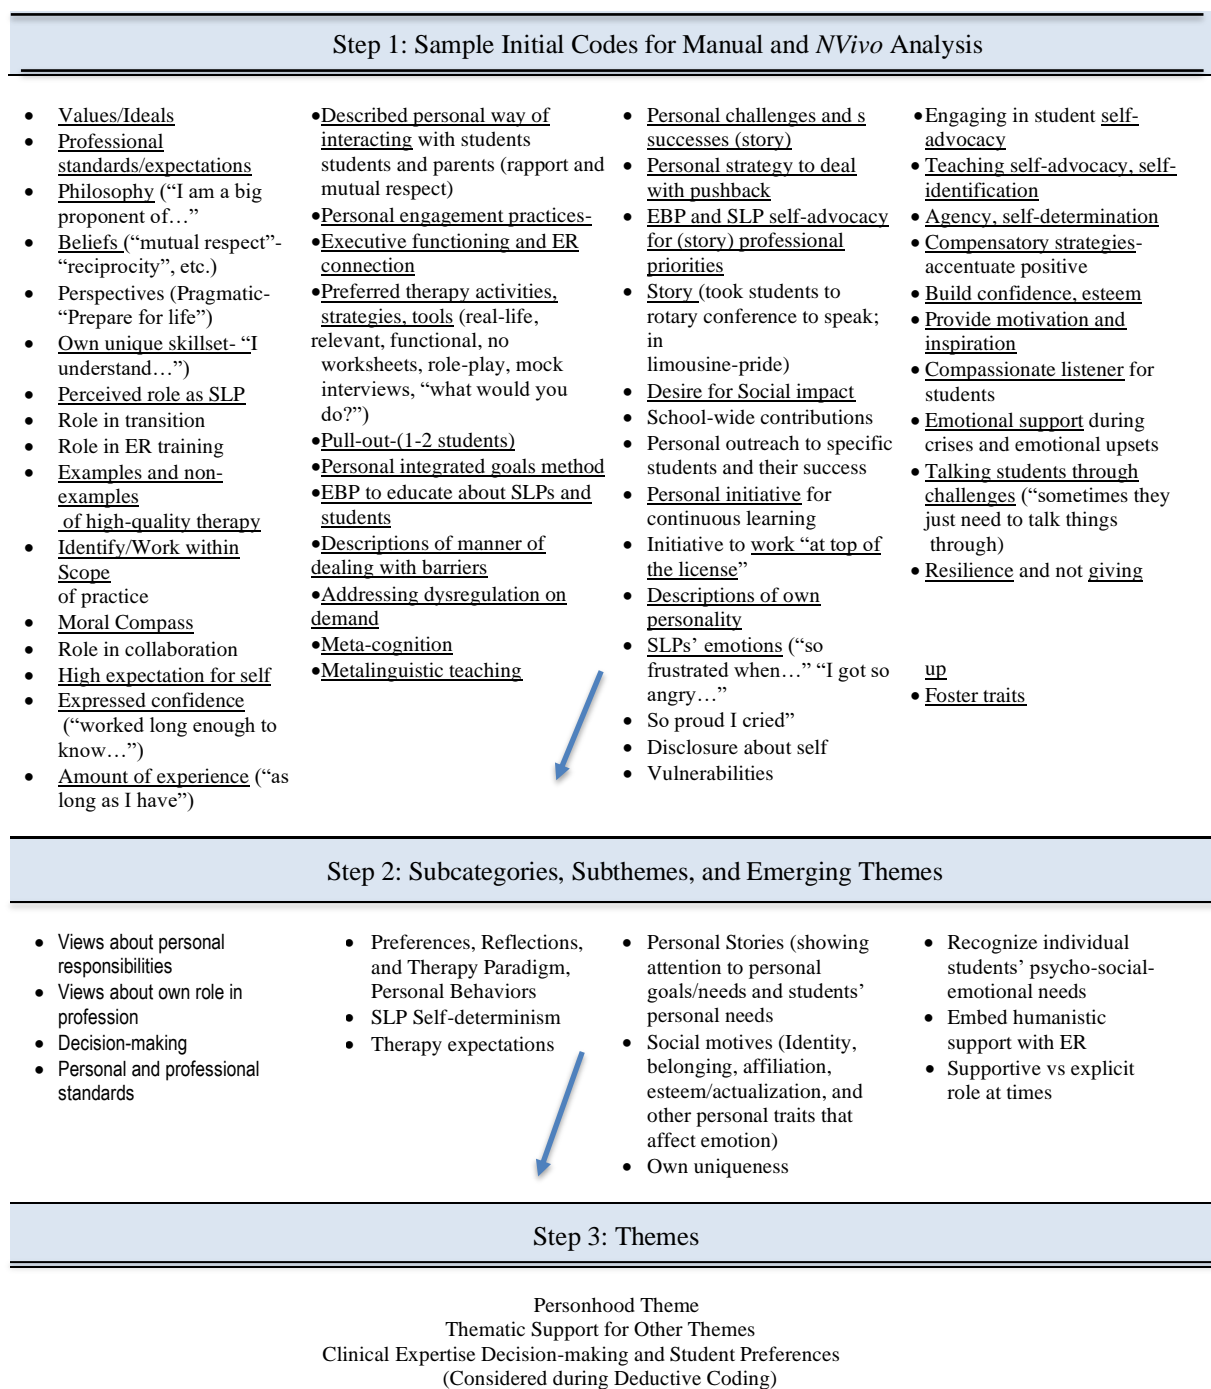 Step 1: Sample Initial Codes for Manual and NVivo Analysis
• Values/Ideals
• Professional
standards/expectations
• Philosophy (“I am a big
proponent of…”
• Beliefs (“mutual respect”-
“reciprocity”, etc.)
• Perspectives (Pragmatic-
“Prepare for life”)
• Own unique skillset- “I
understand…”)
• Perceived role as SLP
• Role in transition
• Role in ER training
• Examples and non-
examples
of high-quality therapy
• Identify/Work within
Scope
of practice
• Moral Compass
• Role in collaboration
• High expectation for self
• Expressed confidence
(“worked long enough to
know…”)
• Amount of experience (“as
long as I have”)
•Described personal way of
interacting with students
students and parents (rapport and
mutual respect)
•Personal engagement practices-
•Executive functioning and ER
connection
•Preferred therapy activities,
strategies, tools (real-life,
relevant, functional, no
worksheets, role-play, mock
interviews, “what would you
do?”)
•Pull-out-(1-2 students)
•Personal integrated goals method
•EBP to educate about SLPs and
students
•Descriptions of manner of
dealing with barriers
•Addressing dysregulation on
demand
•Meta-cognition
•Metalinguistic teaching
• Personal challenges and s
successes (story)
• Personal strategy to deal
with pushback
• EBP and SLP self-advocacy
for (story) professional
priorities
• Story (took students to
rotary conference to speak;
in
limousine-pride)
• Desire for Social impact
• School-wide contributions
• Personal outreach to specific
students and their success
• Personal initiative for
continuous learning
• Initiative to work “at top of
the license”
• Descriptions of own
personality
• SLPs’ emotions (“so
frustrated when…” “I got so
angry…”
• So proud I cried”
• Disclosure about self
• Vulnerabilities
• Engaging in student self-
advocacy
• Teaching self-advocacy, self-
identification
• Agency, self-determination
• Compensatory strategies-
accentuate positive
• Build confidence, esteem
• Provide motivation and
inspiration
• Compassionate listener for
students
• Emotional support during
crises and emotional upsets
• Talking students through
challenges (“sometimes they
just need to talk things
through)
• Resilience and not giving
up
• Foster traits
Step 2: Subcategories, Subthemes, and Emerging Themes
• Views about personal
responsibilities
• Views about own role in
profession
• Decision-making
• Personal and professional
standards
• Preferences, Reflections,
and Therapy Paradigm,
Personal Behaviors
• SLP Self-determinism
• Therapy expectations
• Personal Stories (showing
attention to personal
goals/needs and students’
personal needs
• Social motives (Identity,
belonging, affiliation,
esteem/actualization, and
other personal traits that
affect emotion)
• Own uniqueness
• Recognize individual
students’ psycho-social-
emotional needs
• Embed humanistic
support with ER
• Supportive vs explicit
role at times
Step 3: Themes
Personhood Theme
Thematic Support for Other Themes
Clinical Expertise Decision-making and Student Preferences
(Considered during Deductive Coding)